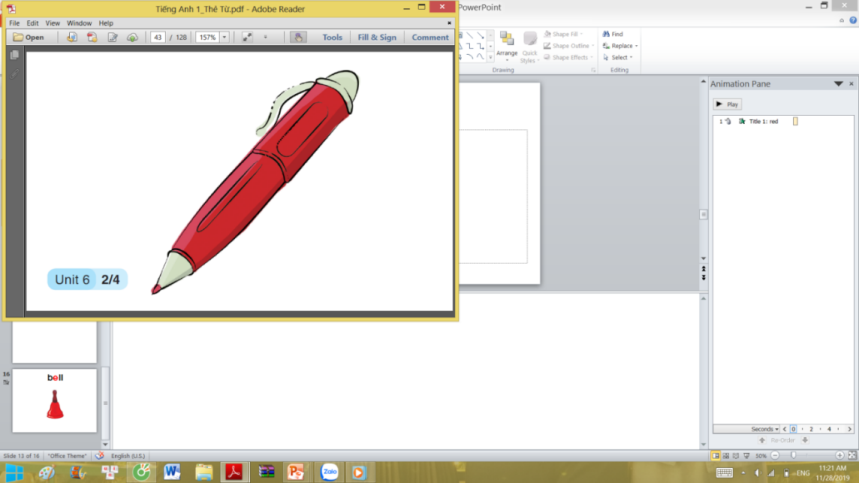 Tiếng Anh 1_Thẻ Từ.pdf - Adobe Reader
PowerPoint
File Edit View Window Help
Open 43 / 128 157% Tools Fill & Sign Comment
Arrange
Quick Styles
Shape Fill
Shape Outline
Shape Effects
Drawing
Find
Replace
Select
Editing
Unit 6 2/4
Animation Pane
Play
1 Title 1: red
Seconds 0 2 4
Re-Order
16
bell
Slide 13 of 16 "Office Theme" English (U.S.) 50%
Zalo
ENG
11:21 AM
11/28/2019